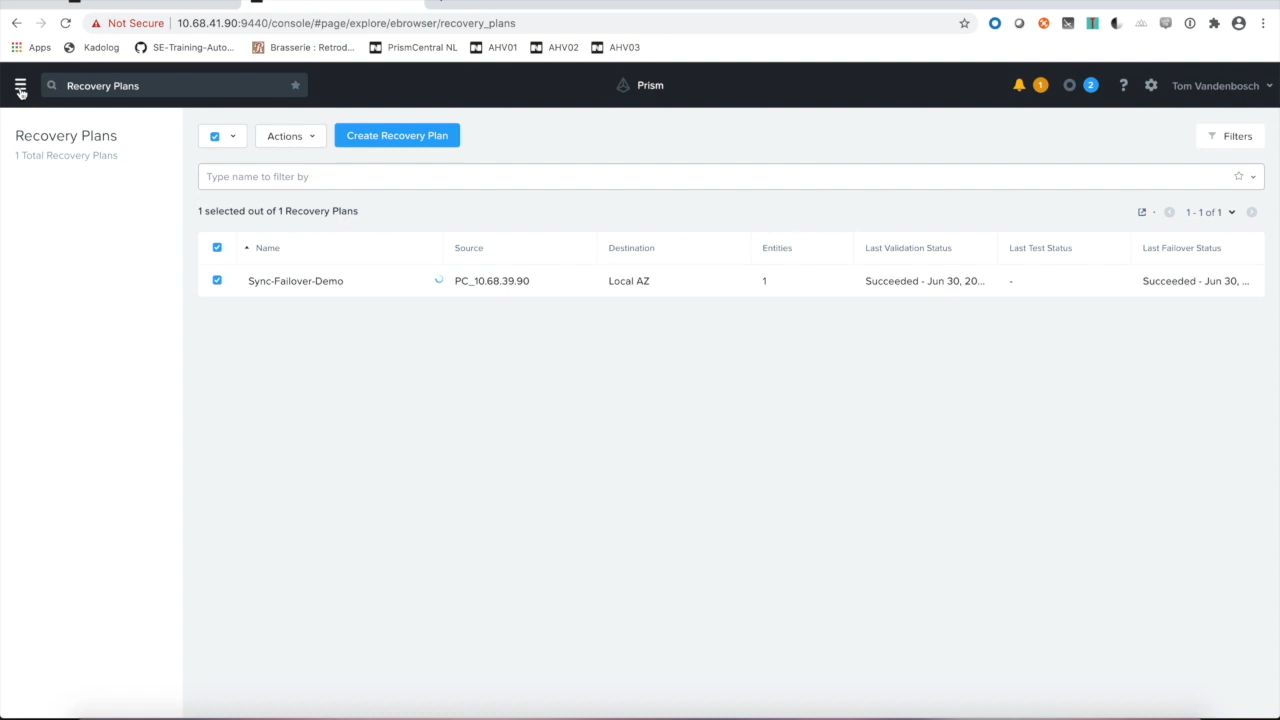 Not Secure 10.68.41.90:9440/console/#page/explore/ebrowser/recovery_plans
Apps Kadolog SE-Training-Auto... Brasserie : Retrod... PrismCentral NL AHV01 AHV02 AHV03
Recovery Plans Prism 1 2 ? Tom Vandenbosch
Recovery Plans Actions Create Recovery Plan Filters
1 Total Recovery Plans
Type name to filter by
1 selected out of 1 Recovery Plans 1 - 1 of 1
Name Source Destination Entities Last Validation Status Last Test Status Last Failover Status
Sync-Failover-Demo PC_10.68.39.90 Local AZ 1 Succeeded - Jun 30, 20... - Succeeded - Jun 30, ...